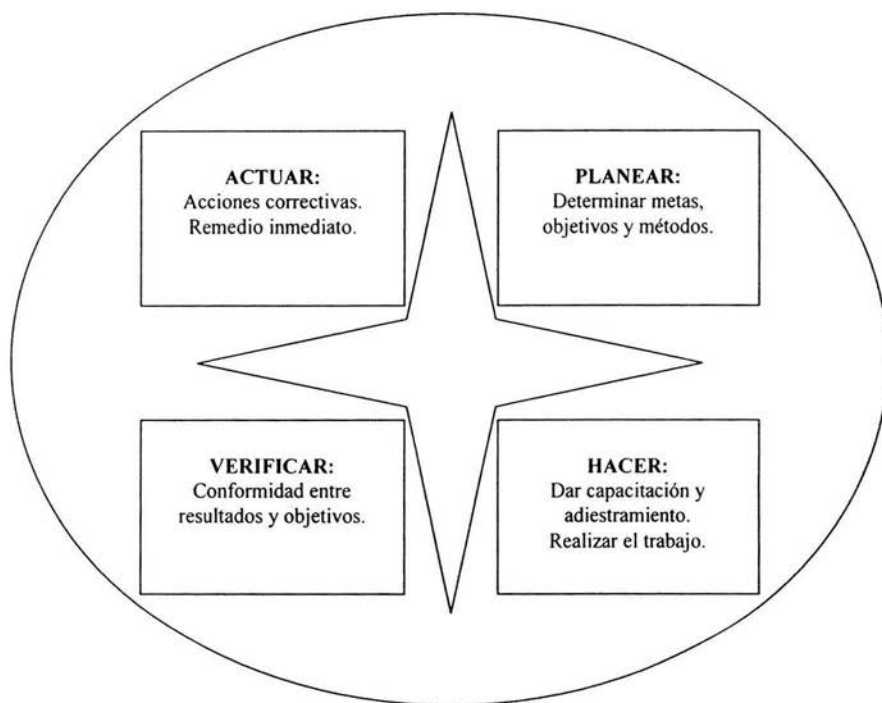 ACTUAR:
Acciones correctivas.
Remedio inmediato.
PLANEAR:
Determinar metas,
objetivos y métodos.
VERIFICAR:
Conformidad entre
resultados y objetivos.
HACER:
Dar capacitación y
adiestramiento.
Realizar el trabajo.